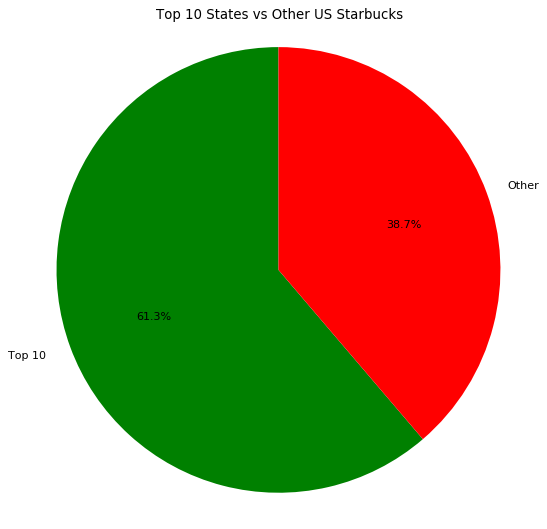 Top 10 States vs Other US Starbucks
Other
38.7%
61.3%
Top 10